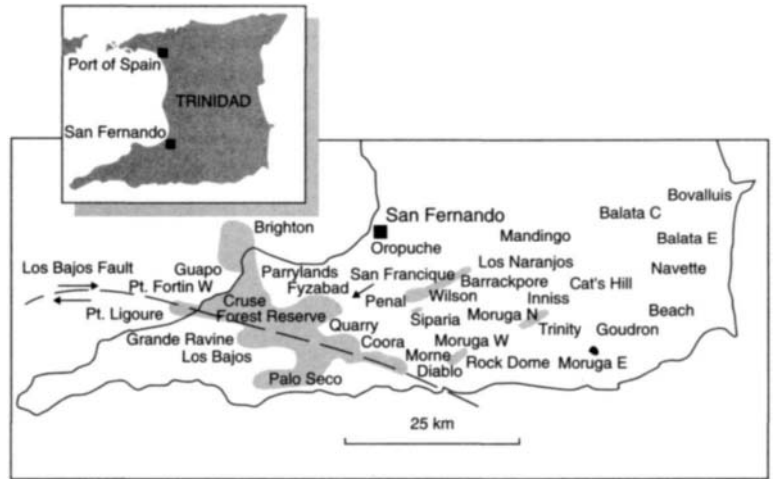 Port of Spain
TRINIDAD
San Fernando
Bovalluis
Balata C
San Fernando
Brighton
Mandingo
Balata E
Oropuche
Los Naranjos
Los Bajos Fault
Guapo
Parrylands
San Francique
Navette
Pt. Fortin W
Fyzabad
Barrackpore
Cat's Hill
Penal
Wilson
Inniss
Cruse
Beach
Pt. Ligoure
Forest Reserve
Siparia
Moruga N
Quarry
Trinity
Goudron
Grande Ravine
Coora
Moruga W
Los Bajos
Morne
Diablo
Rock Dome
Moruga E
Palo Seco
25 km